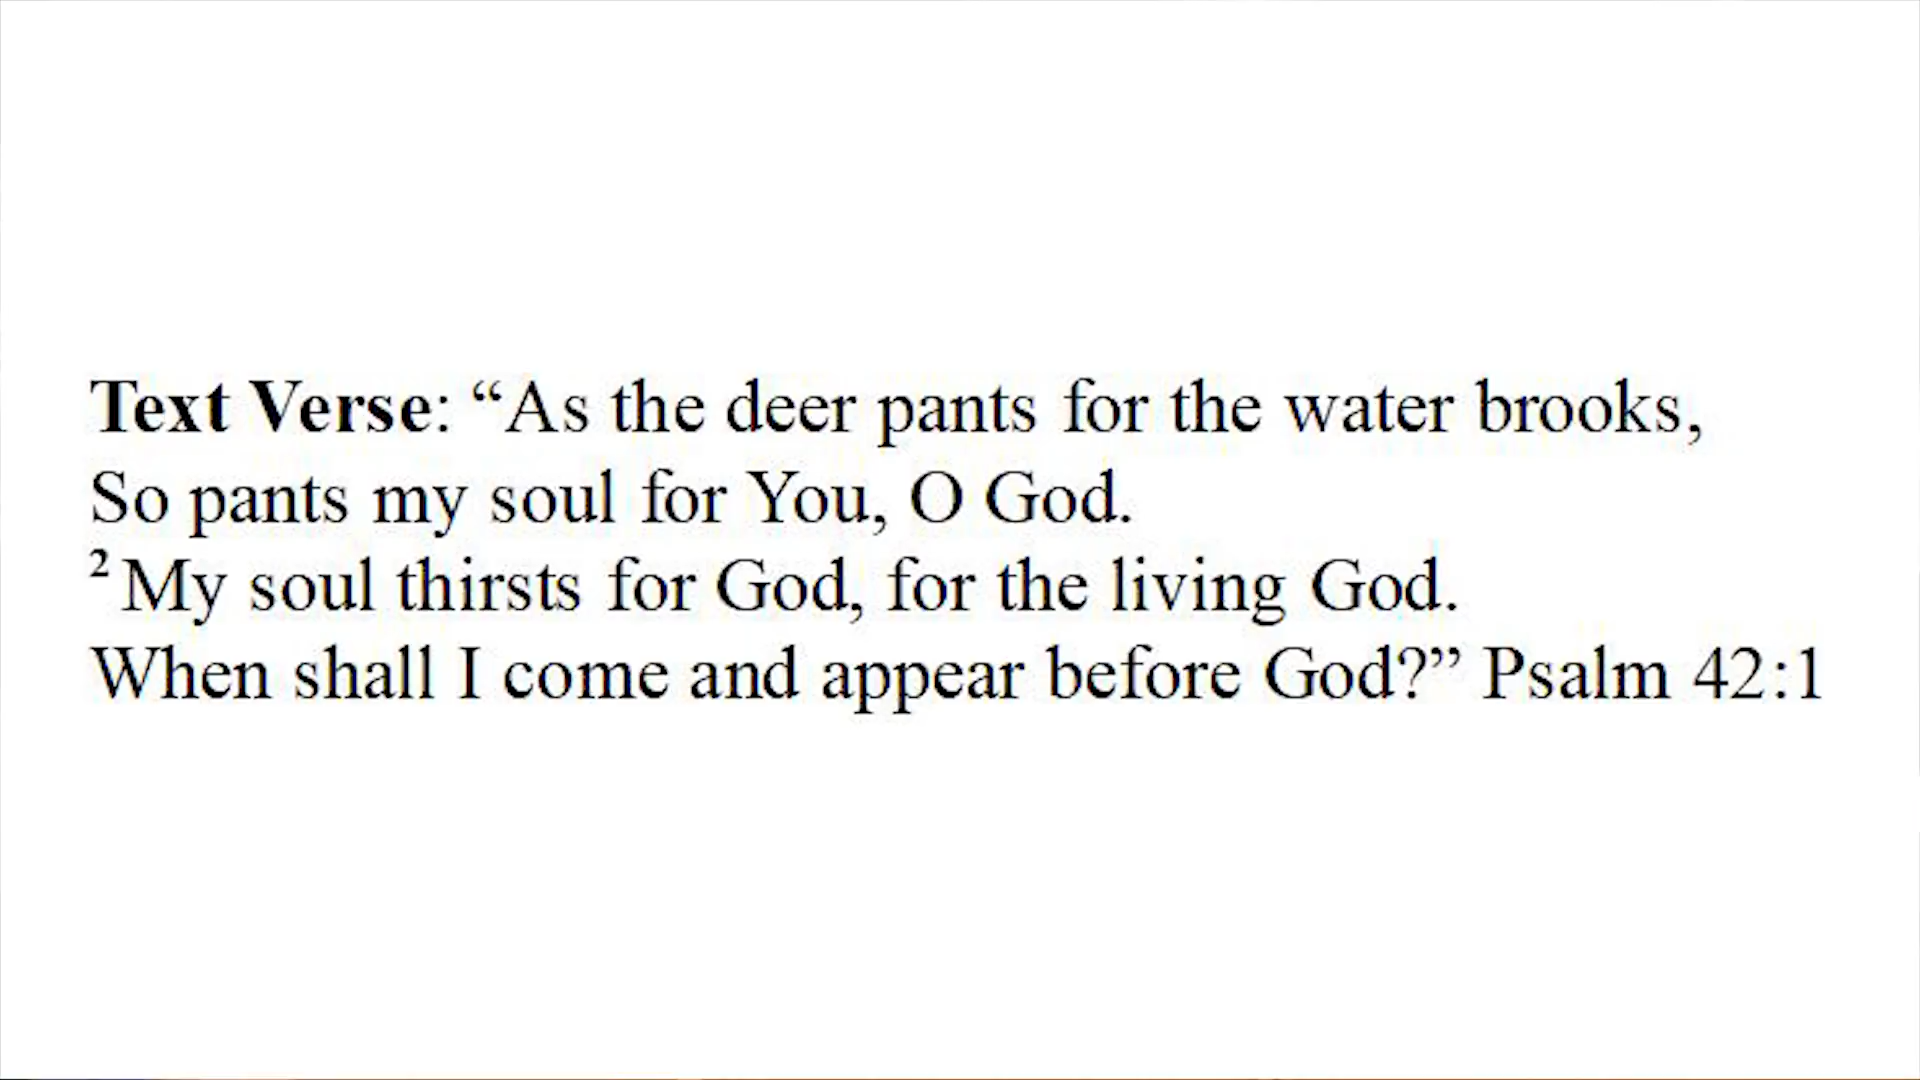 Text Verse: “As the deer pants for the water brooks,
So pants my soul for You, O God.
² My soul thirsts for God, for the living God.
When shall I come and appear before God?” Psalm 42:1